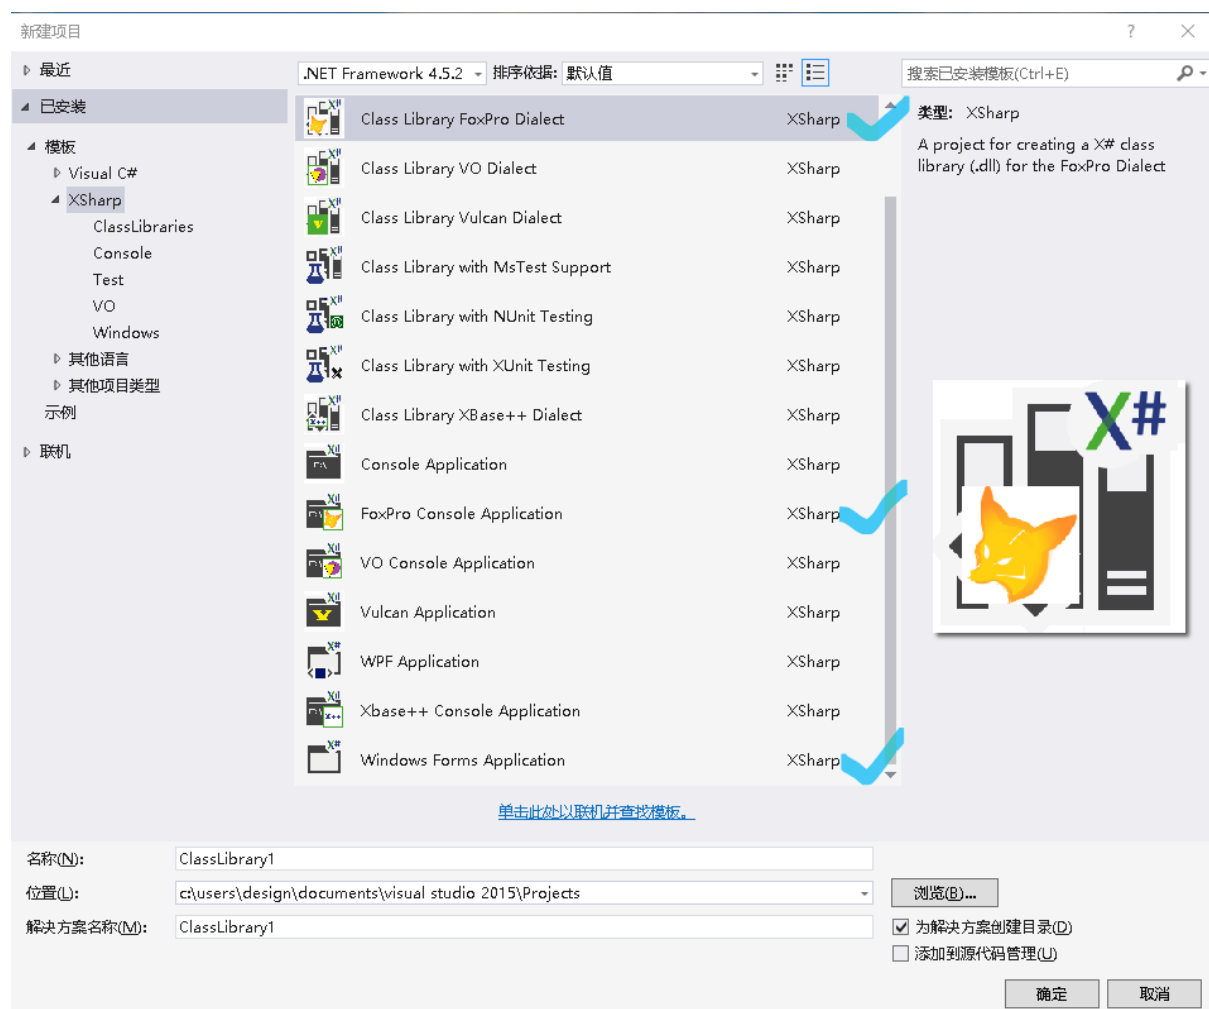 新建项目
?
最近
.NET Framework 4.5.2
排序依据:
默认值
搜索已安装模板(Ctrl+E)
已安装
模板
Visual C#
XSharp
ClassLibraries
Console
Test
VO
Windows
其他语言
其他项目类型
示例
联机
Class Library FoxPro Dialect XSharp
Class Library VO Dialect XSharp
Class Library Vulcan Dialect XSharp
Class Library with MsTest Support XSharp
Class Library with NUnit Testing XSharp
Class Library with XUnit Testing XSharp
Class Library XBase++ Dialect XSharp
Console Application XSharp
FoxPro Console Application XSharp
VO Console Application XSharp
Vulcan Application XSharp
WPF Application XSharp
Xbase++ Console Application XSharp
Windows Forms Application XSharp
单击此处以联机并查找模板。
类型: XSharp
A project for creating a X# class
library (.dll) for the FoxPro Dialect
X#
名称(N): ClassLibrary1
位置(L): c:\users\design\documents\visual studio 2015\Projects
浏览(B)...
解决方案名称(M): ClassLibrary1
为解决方案创建目录(D)
添加到源代码管理(U)
确定
取消